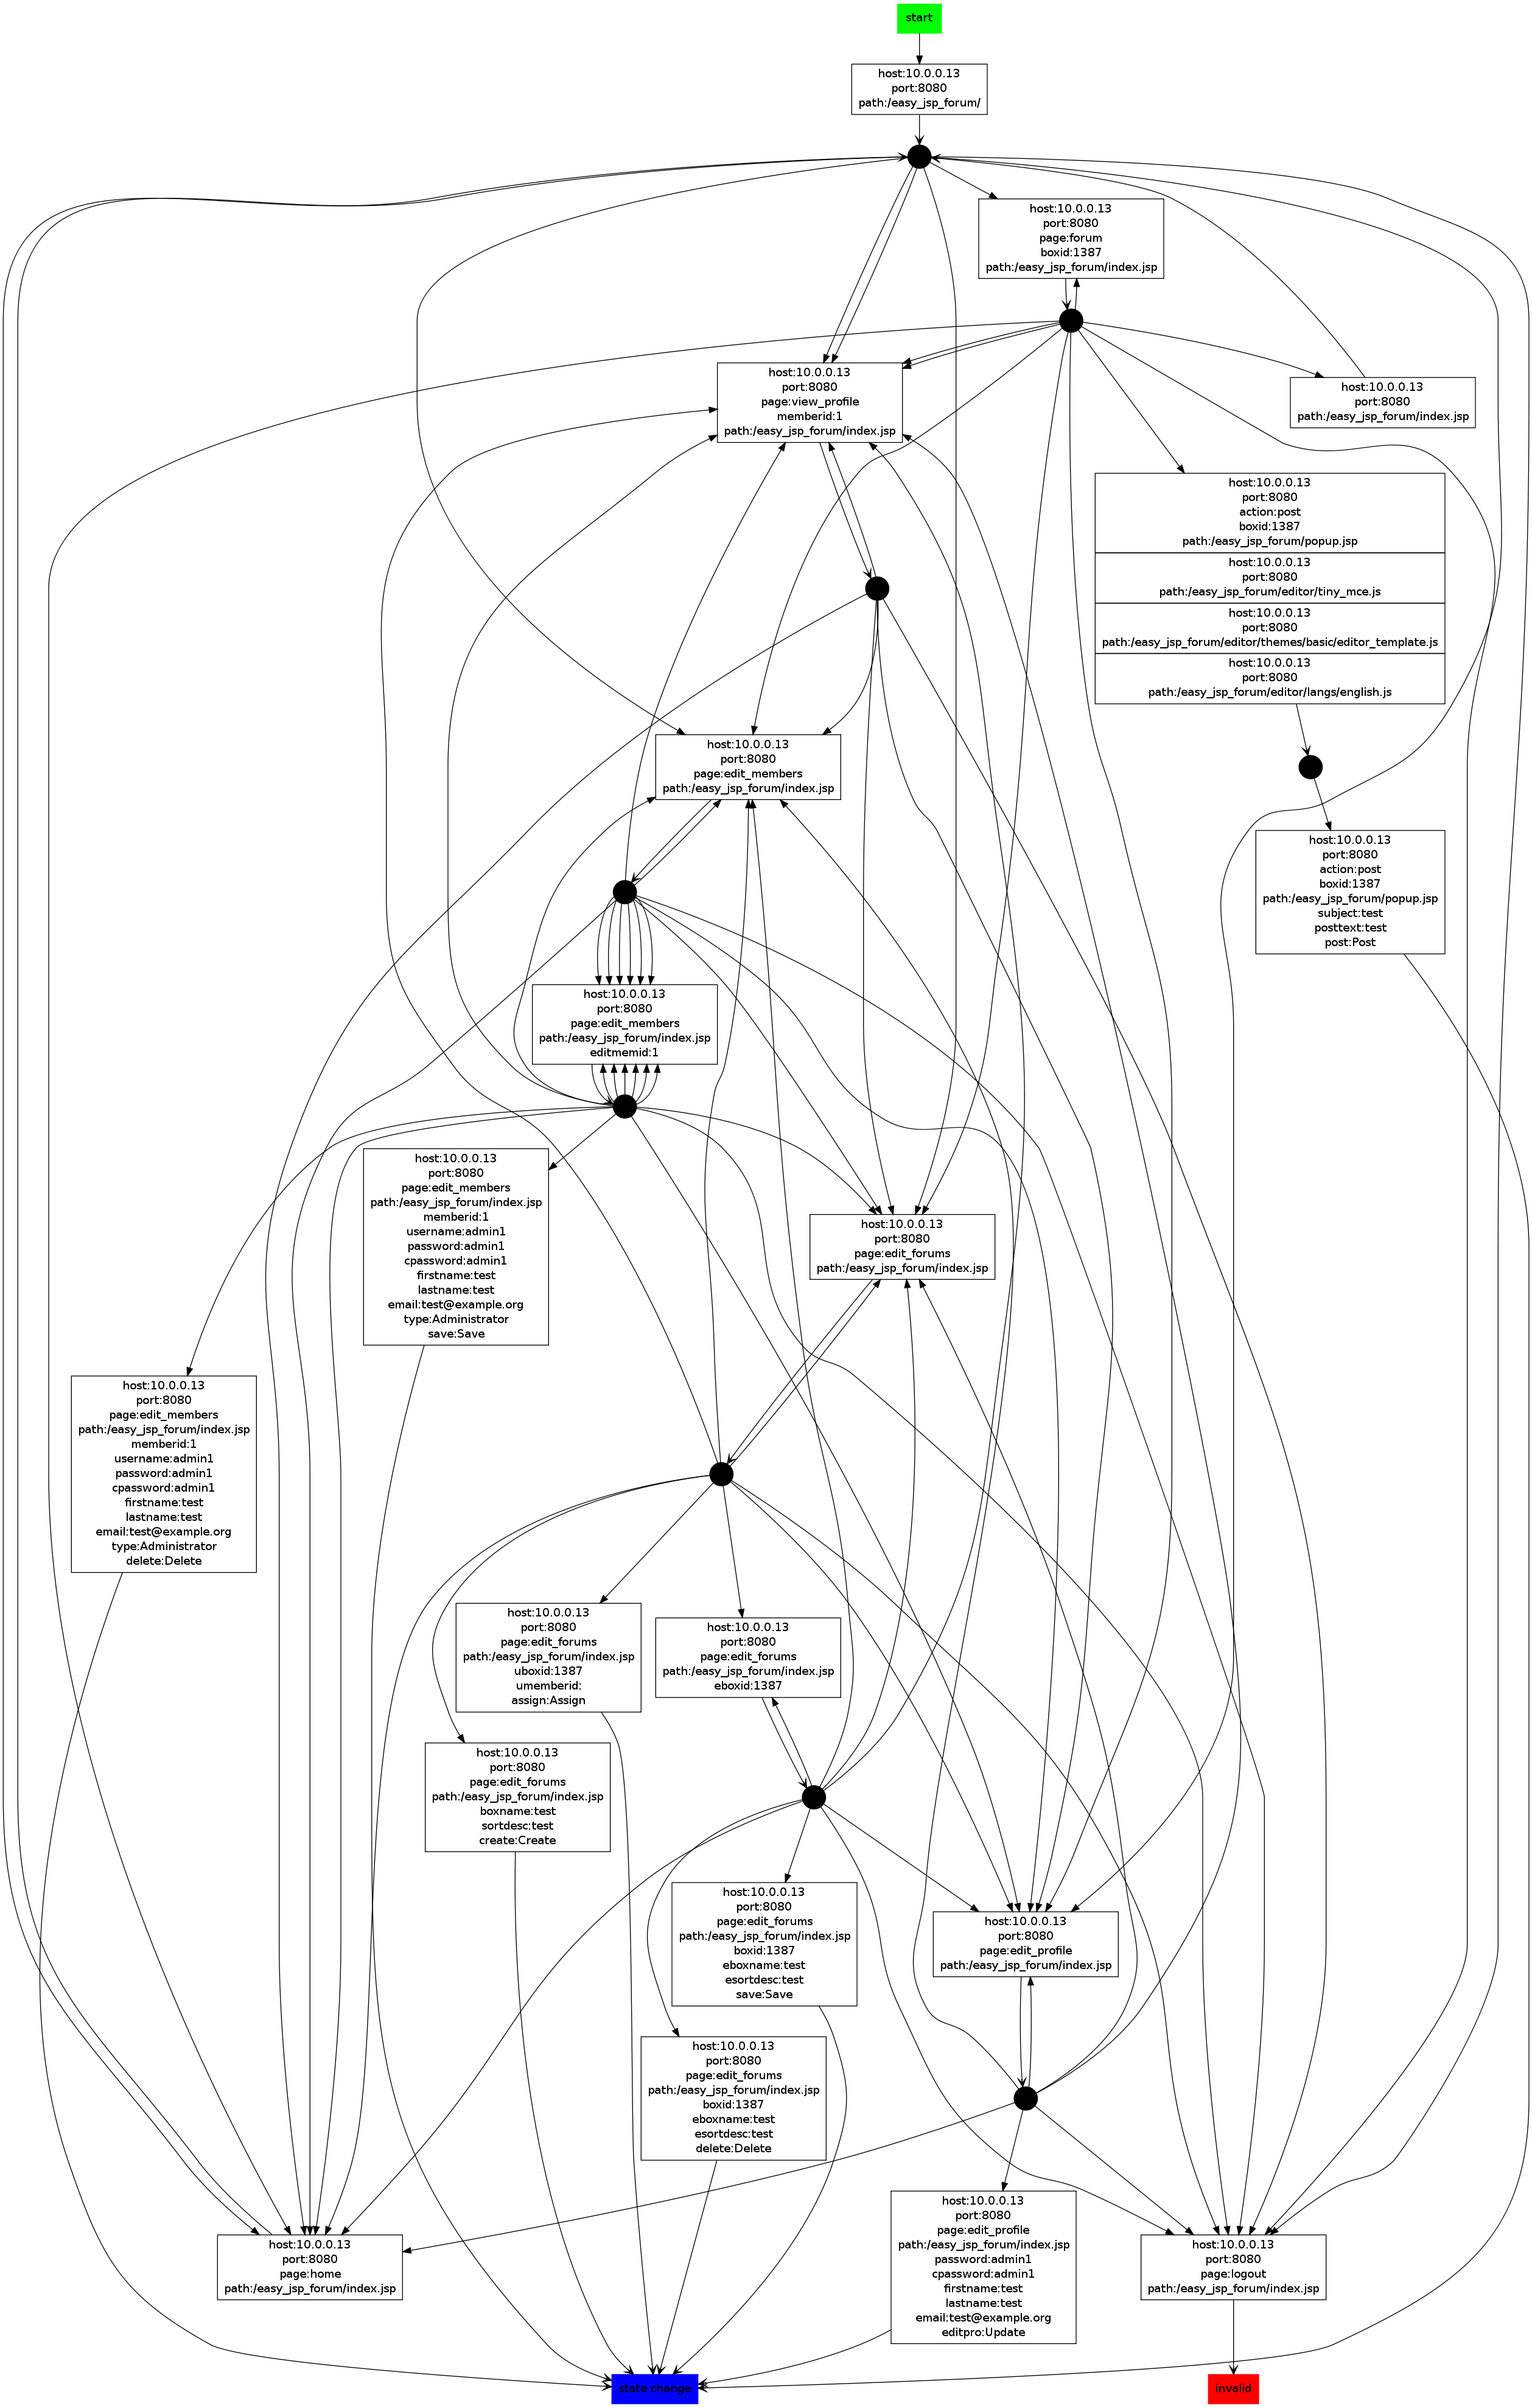 start
host:10.0.0.13
port:8080
path:/easy_jsp_forum/
host:10.0.0.13
port:8080
page:forum
boxid:1387
path:/easy_jsp_forum/index.jsp
host:10.0.0.13
port:8080
page:view_profile
memberid:1
path:/easy_jsp_forum/index.jsp
host:10.0.0.13
port:8080
path:/easy_jsp_forum/index.jsp
host:10.0.0.13
port:8080
action:post
boxid:1387
path:/easy_jsp_forum/popup.jsp
host:10.0.0.13
port:8080
path:/easy_jsp_forum/editor/tiny_mce.js
host:10.0.0.13
port:8080
path:/easy_jsp_forum/editor/themes/basic/editor_template.js
host:10.0.0.13
port:8080
path:/easy_jsp_forum/editor/langs/english.js
host:10.0.0.13
port:8080
page:edit_members
path:/easy_jsp_forum/index.jsp
host:10.0.0.13
port:8080
action:post
boxid:1387
path:/easy_jsp_forum/popup.jsp
subject:test
posttext:test
post:Post
host:10.0.0.13
port:8080
page:edit_members
path:/easy_jsp_forum/index.jsp
editmemid:1
host:10.0.0.13
port:8080
page:edit_members
path:/easy_jsp_forum/index.jsp
memberid:1
username:admin1
password:admin1
cpassword:admin1
firstname:test
lastname:test
email:test@example.org
type:Administrator
save:Save
host:10.0.0.13
port:8080
page:edit_forums
path:/easy_jsp_forum/index.jsp
host:10.0.0.13
port:8080
page:edit_members
path:/easy_jsp_forum/index.jsp
memberid:1
username:admin1
password:admin1
cpassword:admin1
firstname:test
lastname:test
email:test@example.org
type:Administrator
delete:Delete
host:10.0.0.13
port:8080
page:edit_forums
path:/easy_jsp_forum/index.jsp
uboxid:1387
umemberid:
assign:Assign
host:10.0.0.13
port:8080
page:edit_forums
path:/easy_jsp_forum/index.jsp
eboxid:1387
host:10.0.0.13
port:8080
page:edit_forums
path:/easy_jsp_forum/index.jsp
boxname:test
sortdesc:test
create:Create
host:10.0.0.13
port:8080
page:edit_forums
path:/easy_jsp_forum/index.jsp
boxid:1387
eboxname:test
esortdesc:test
save:Save
host:10.0.0.13
port:8080
page:edit_profile
path:/easy_jsp_forum/index.jsp
host:10.0.0.13
port:8080
page:edit_forums
path:/easy_jsp_forum/index.jsp
boxid:1387
eboxname:test
esortdesc:test
delete:Delete
host:10.0.0.13
port:8080
page:home
path:/easy_jsp_forum/index.jsp
host:10.0.0.13
port:8080
page:edit_profile
path:/easy_jsp_forum/index.jsp
password:admin1
cpassword:admin1
firstname:test
lastname:test
email:test@example.org
editpro:Update
host:10.0.0.13
port:8080
page:logout
path:/easy_jsp_forum/index.jsp
state change
invalid